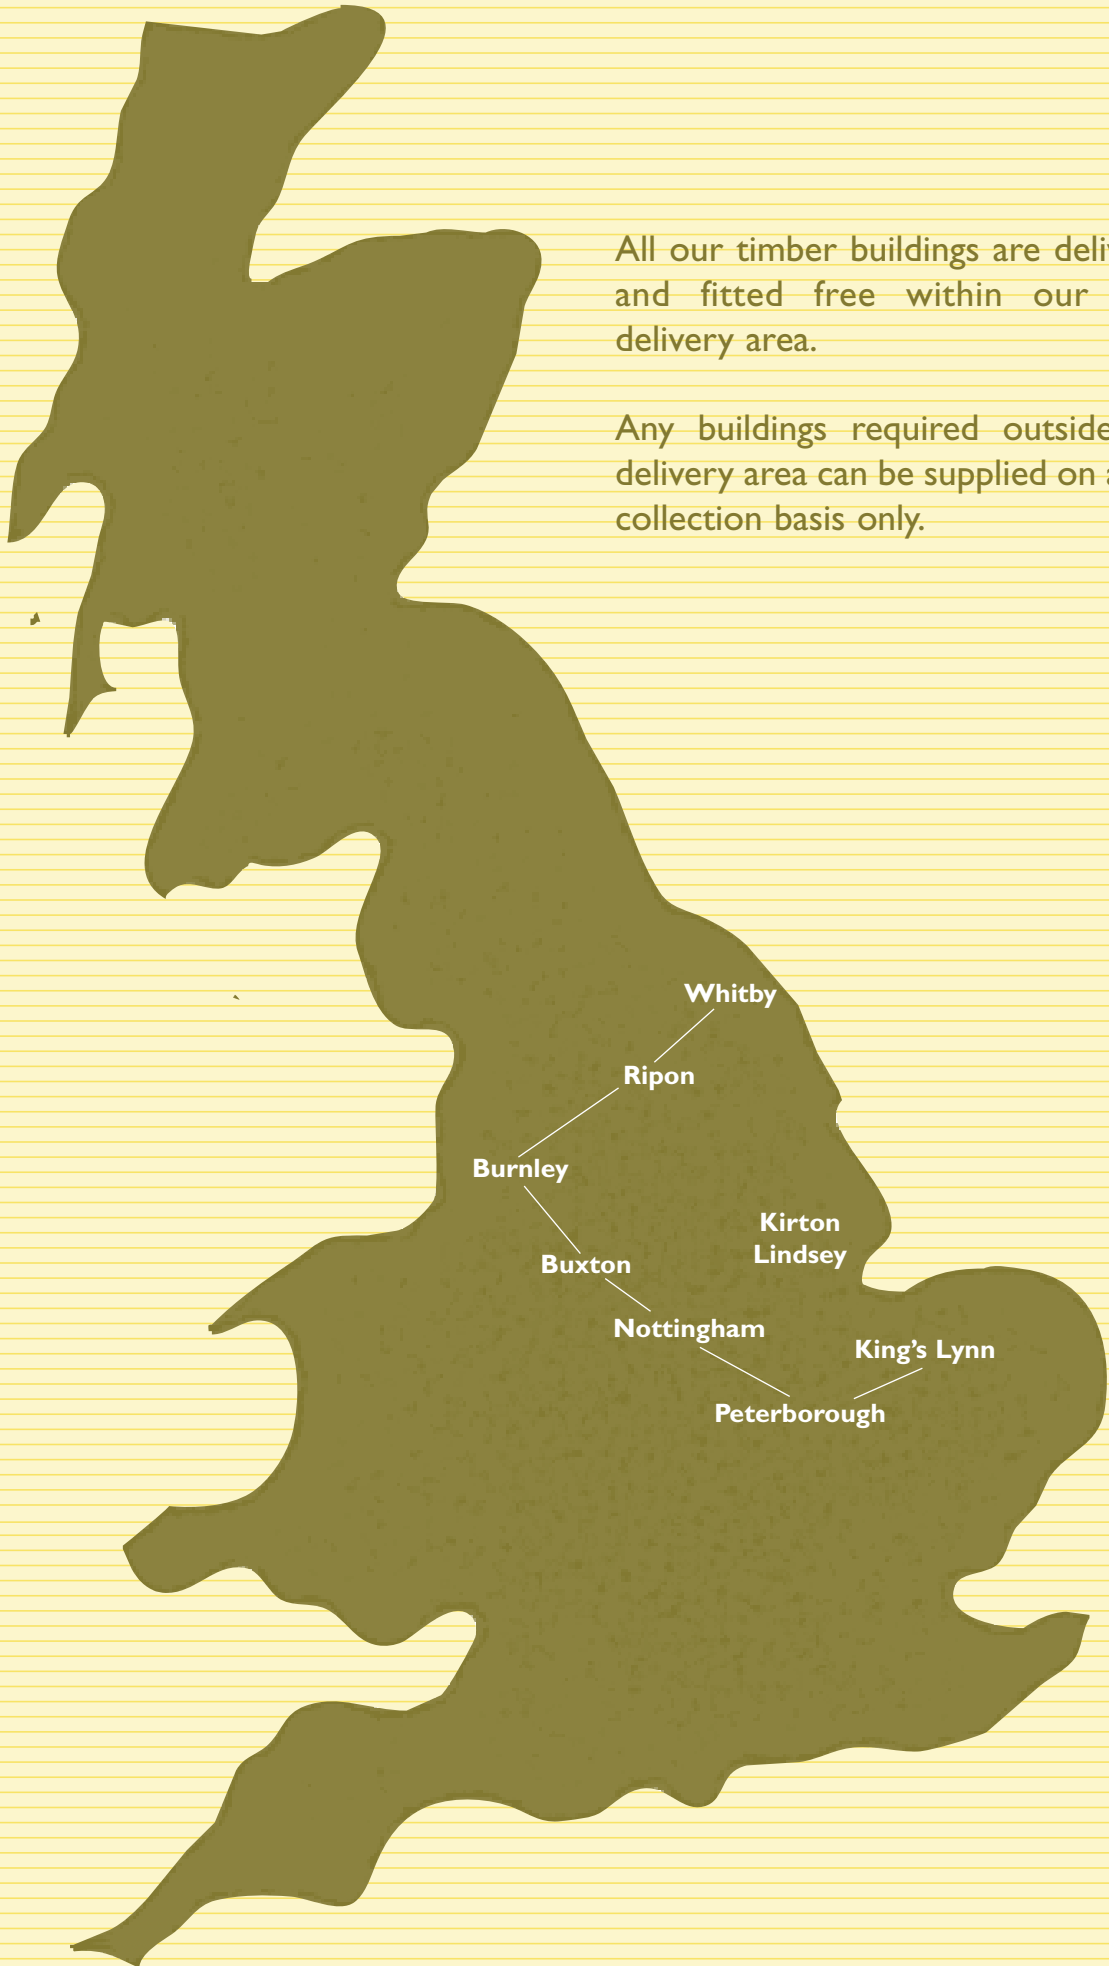 All our timber buildings are deliv
and fitted free within our
delivery area.
Any buildings required outside
delivery area can be supplied on a
collection basis only.
Whitby
Ripon
Burnley
Kirton
Lindsey
Buxton
Nottingham
King's Lynn
Peterborough